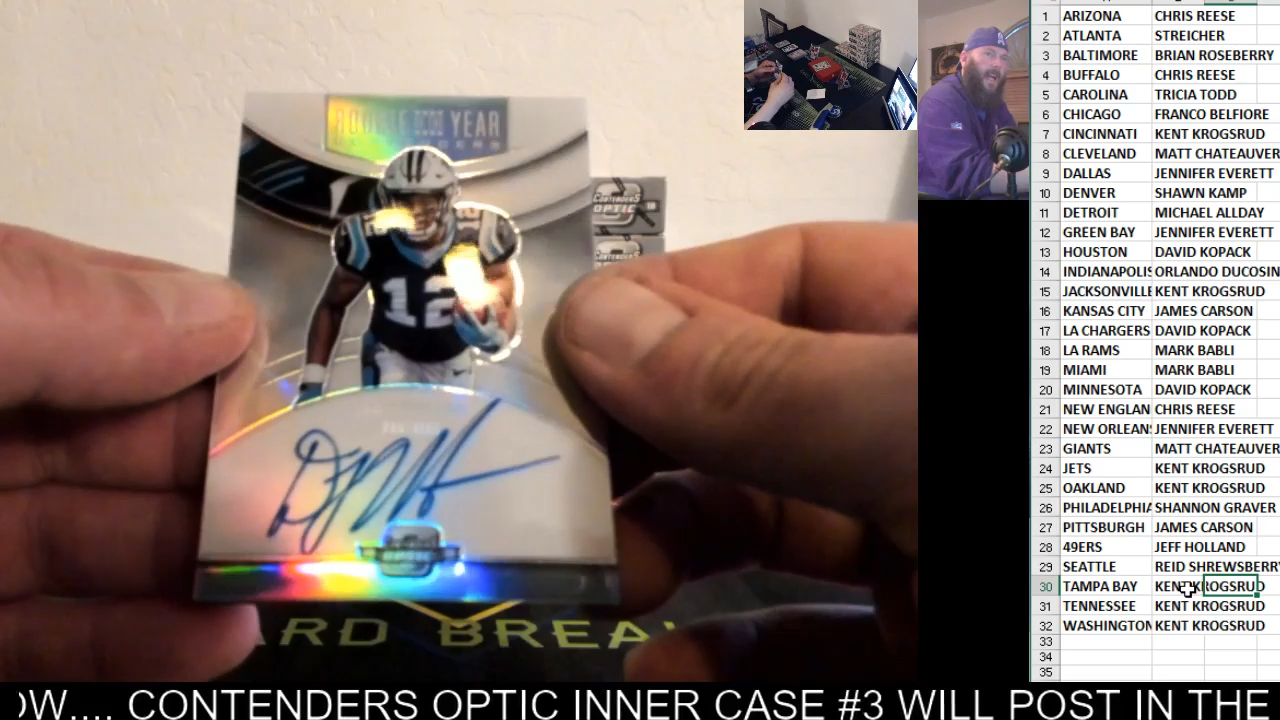 ROOKIE OF THE YEAR
CONTENDERS
12
CONTENDERS
OPTIC
CONTENDERS
ARD BREA
1 ARIZONA CHRIS REESE
2 ATLANTA STREICHER
3 BALTIMORE BRIAN ROSEBERRY
4 BUFFALO CHRIS REESE
5 CAROLINA TRICIA TODD
6 CHICAGO FRANCO BELFIORE
7 CINCINNATI KENT KROGSRUD
8 CLEVELAND MATT CHATEAUVER
9 DALLAS JENNIFER EVERETT
10 DENVER SHAWN KAMP
11 DETROIT MICHAEL ALLDAY
12 GREEN BAY JENNIFER EVERETT
13 HOUSTON DAVID KOPACK
14 INDIANAPOLIS ORLANDO DUCOSIN
15 JACKSONVILLE KENT KROGSRUD
16 KANSAS CITY JAMES CARSON
17 LA CHARGERS DAVID KOPACK
18 LA RAMS MARK BABLI
19 MIAMI MARK BABLI
20 MINNESOTA DAVID KOPACK
21 NEW ENGLAN CHRIS REESE
22 NEW ORLEANS JENNIFER EVERETT
23 GIANTS MATT CHATEAUVER
24 JETS KENT KROGSRUD
25 OAKLAND KENT KROGSRUD
26 PHILADELPHIA SHANNON GRAVER
27 PITTSBURGH JAMES CARSON
28 49ERS JEFF HOLLAND
29 SEATTLE REID SHREWSBERRY
30 TAMPA BAY KENT KROGSRUD
31 TENNESSEE KENT KROGSRUD
32 WASHINGTON KENT KROGSRUD
33
34
35
OW.... CONTENDERS OPTIC INNER CASE #3 WILL POST IN THE